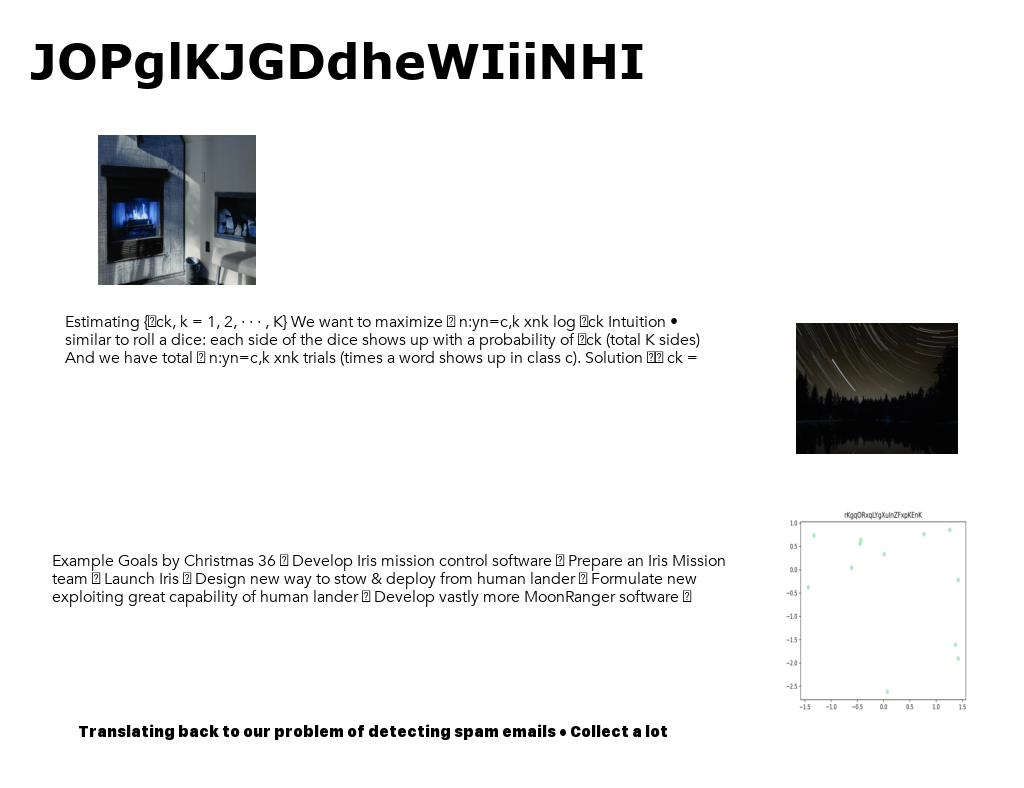 JOPglKJGDdheWIiiNHI
Estimating {�ck, k = 1, 2, · · · , K} We want to maximize � n:yn=c,k xnk log �ck Intuition •
similar to roll a dice: each side of the dice shows up with a probability of �ck (total K sides)
And we have total � n:yn=c,k xnk trials (times a word shows up in class c). Solution �� ck =
rKgqORxqLYgXuInZFxpKEnK
1.0
0.5
0.0
−0.5
−1.0
−1.5
−2.0
−2.5
−1.5 −1.0 −0.5 0.0 0.5 1.0 1.5
Example Goals by Christmas 36 � Develop Iris mission control software � Prepare an Iris Mission
team � Launch Iris � Design new way to stow & deploy from human lander � Formulate new
exploiting great capability of human lander � Develop vastly more MoonRanger software �
Translating back to our problem of detecting spam emails • Collect a lot